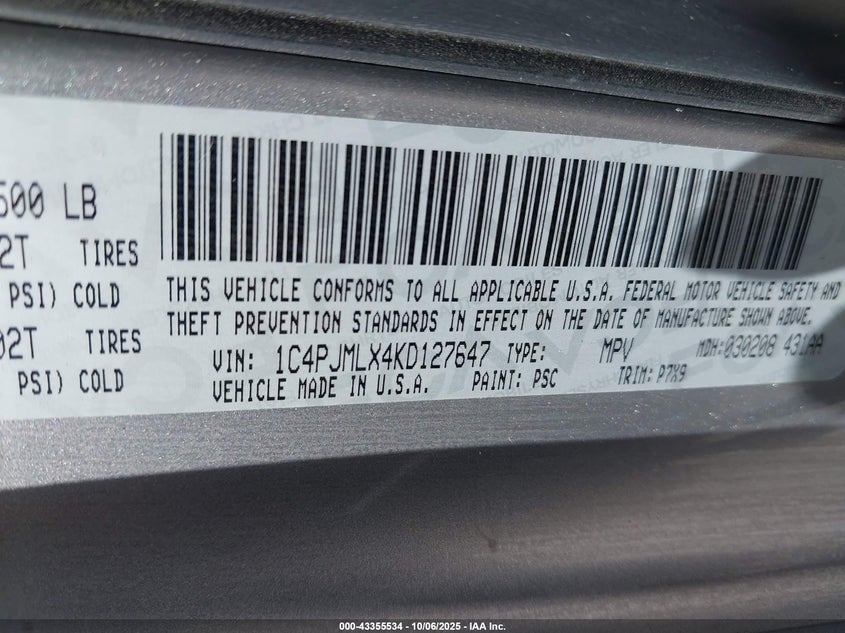 500 LB
2T TIRES
PSI) COLD
02T TIRES
PSI) COLD
THIS VEHICLE CONFORMS TO ALL APPLICABLE U.S.A. FEDERAL MOTOR VEHICLE SAFETY AND
THEFT PREVENTION STANDARDS IN EFFECT ON THE DATE OF MANUFACTURE SHOWN ABOVE.
VIN: 1C4PJMLX4KD127647 TYPE: MPV MDH:030208 431AA
VEHICLE MADE IN U.S.A. PAINT: PSC TRIM: P7X9
000-43355534 - 10/06/2025 - IAA Inc.